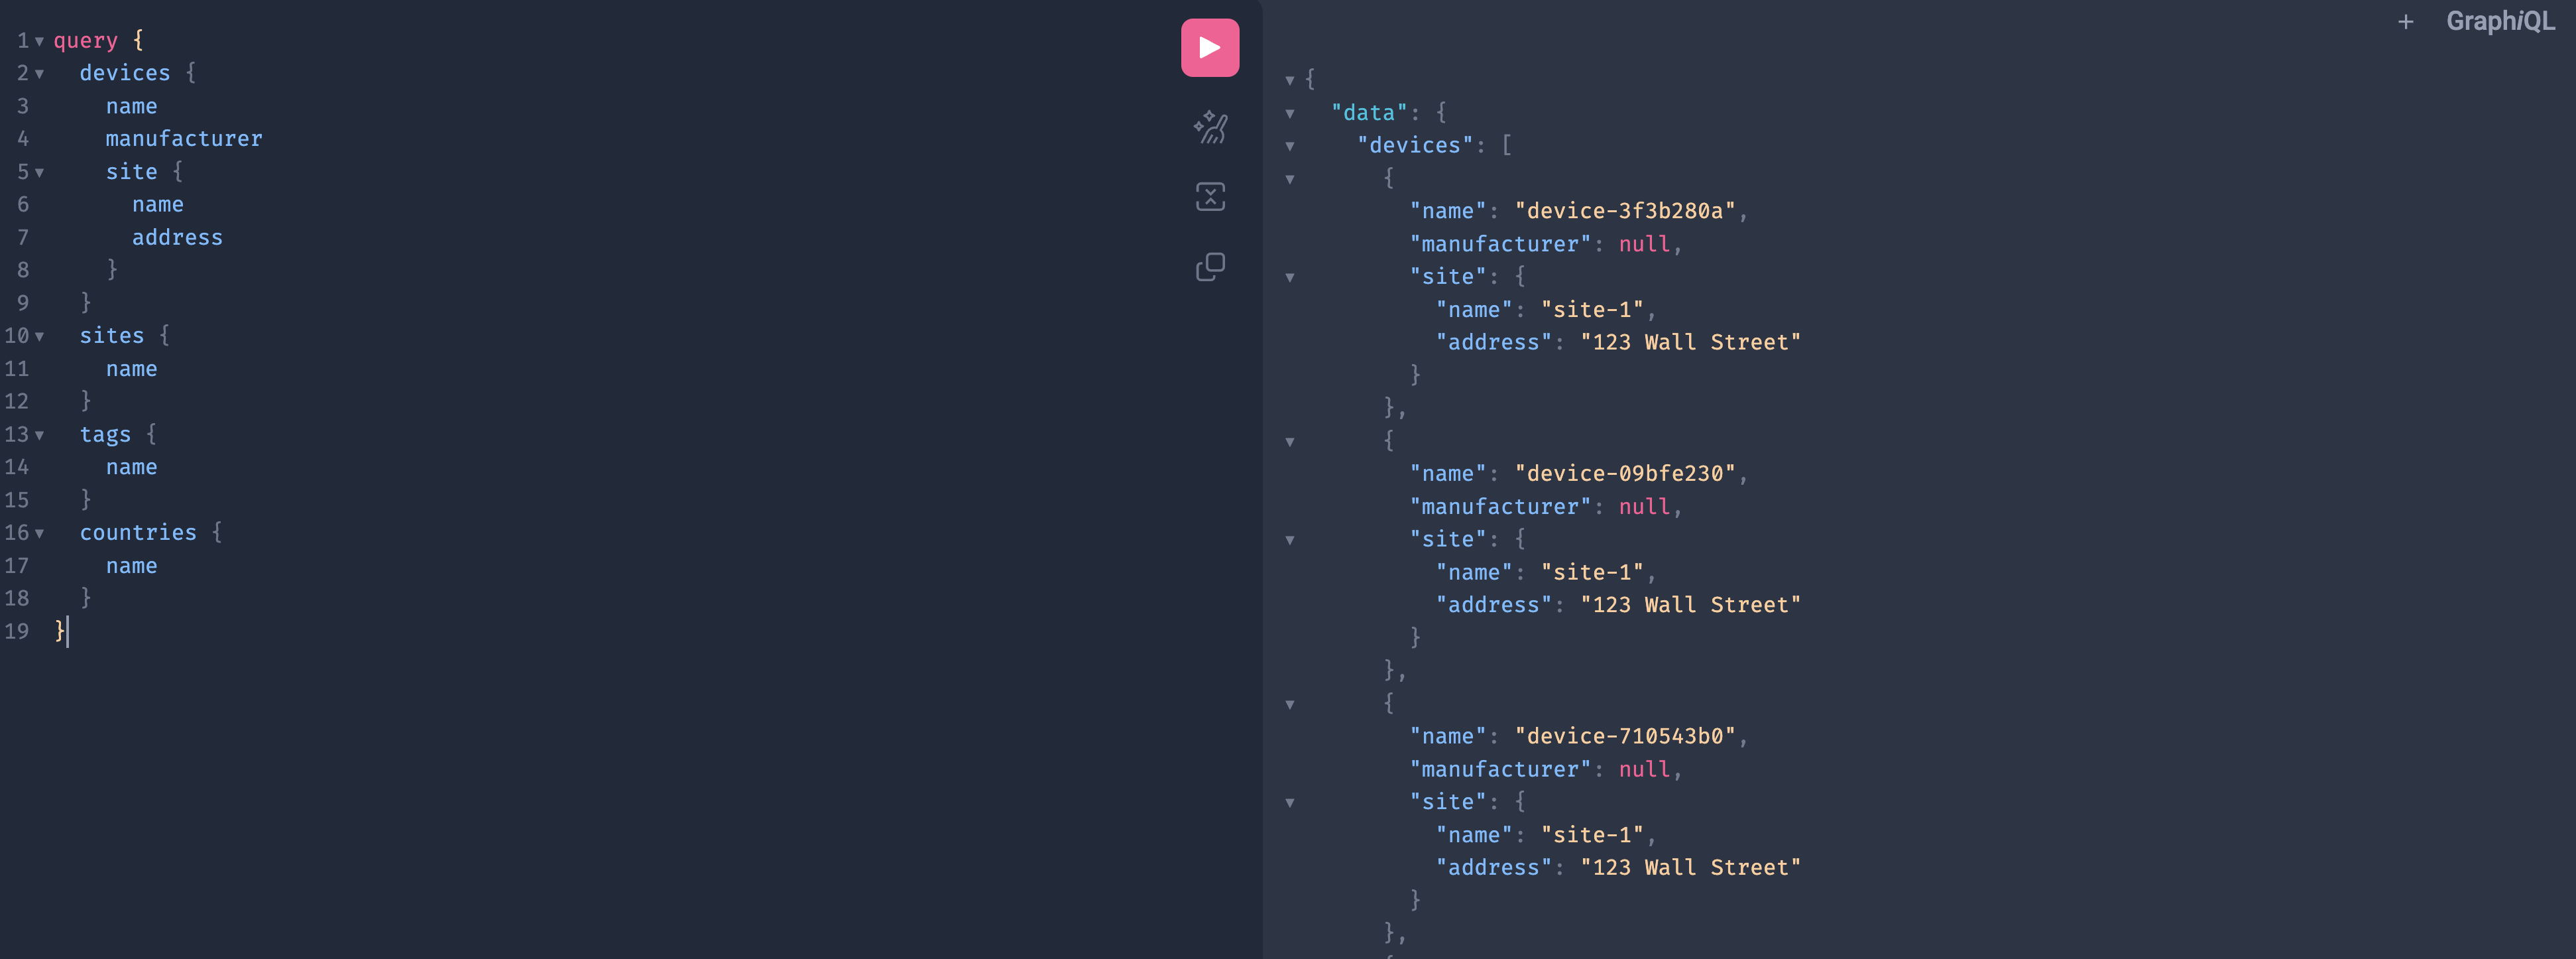 1 query {
2   devices {
3     name
4     manufacturer
5     site {
6       name
7       address
8     }
9   }
10   sites {
11     name
12   }
13   tags {
14     name
15   }
16   countries {
17     name
18   }
19 }
+ GraphiQL
{
  "data": {
    "devices": [
      {
        "name": "device-3f3b280a",
        "manufacturer": null,
        "site": {
          "name": "site-1",
          "address": "123 Wall Street"
        }
      },
      {
        "name": "device-09bfe230",
        "manufacturer": null,
        "site": {
          "name": "site-1",
          "address": "123 Wall Street"
        }
      },
      {
        "name": "device-710543b0",
        "manufacturer": null,
        "site": {
          "name": "site-1",
          "address": "123 Wall Street"
        }
      },